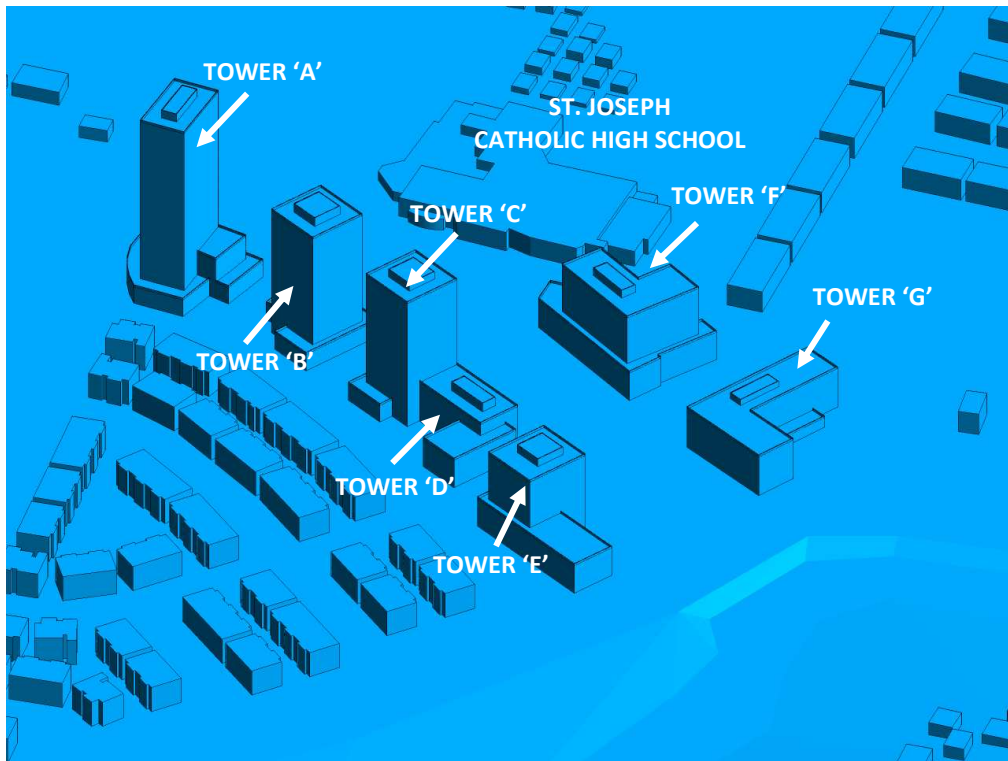 TOWER ‘A’
ST. JOSEPH
CATHOLIC HIGH SCHOOL
TOWER ‘F’
TOWER ‘C’
TOWER ‘G’
TOWER ‘B’
TOWER ‘D’
TOWER ‘E’